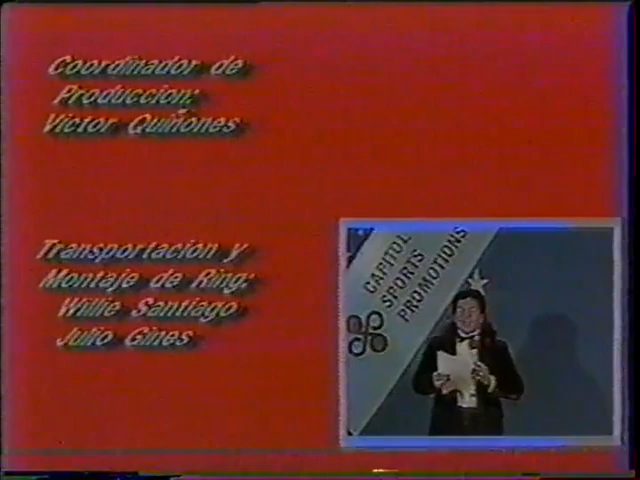 Coordinador de
Produccion:
Victor Quiñones
Transportacion y
Montaje de Ring:
Willie Santiago
Julio Gines
CAPITOL
SPORTS
PROMOTIONS